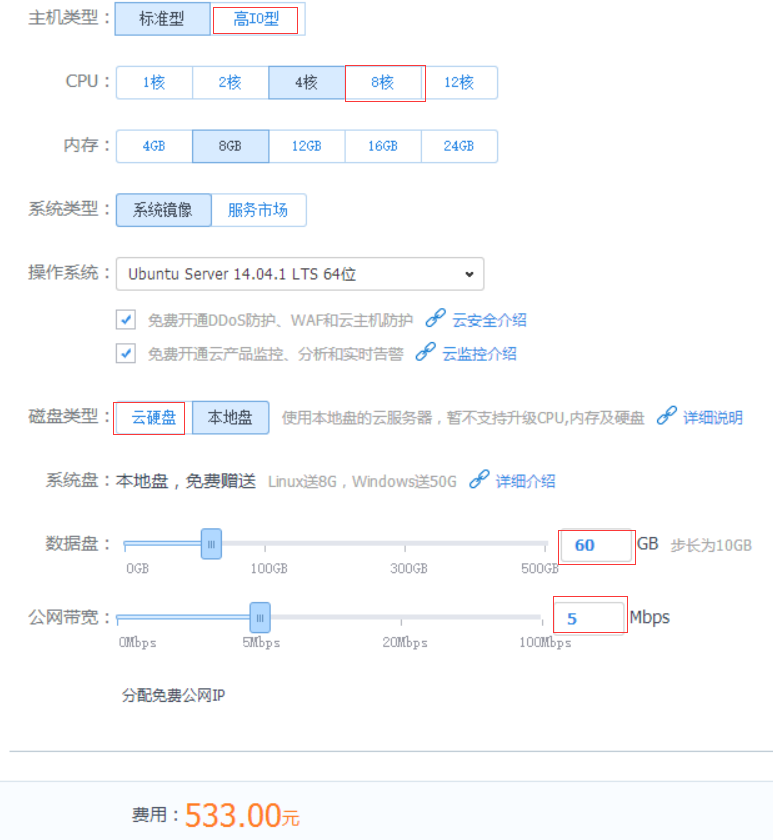 主机类型： 标准型 高IO型
CPU： 1核 2核 4核 8核 12核
内存： 4GB 8GB 12GB 16GB 24GB
系统类型： 系统镜像 服务市场
操作系统： Ubuntu Server 14.04.1 LTS 64位
免费开通DDoS防护、WAF和云主机防护 云安全介绍
免费开通云产品监控、分析和实时告警 云监控介绍
磁盘类型： 云硬盘 本地盘 使用本地盘的云服务器，暂不支持升级CPU,内存及硬盘 详细说明
系统盘：本地盘，免费赠送 Linux送8G，Windows送50G 详细介绍
数据盘： 60 GB 步长为10GB
0GB 100GB 300GB 500GB
公网带宽： 5 Mbps
0Mbps 5Mbps 20Mbps 100Mbps
分配免费公网IP
费用：533.00元